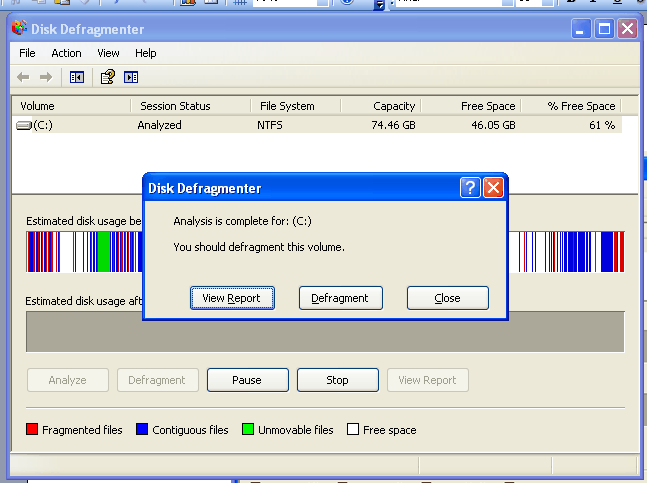 Disk Defragmenter
File Action View Help
Volume Session Status File System Capacity Free Space % Free Space
(C:) Analyzed NTFS 74.46 GB 46.05 GB 61 %
Disk Defragmenter
Analysis is complete for: (C:)
You should defragment this volume.
View Report Defragment Close
Estimated disk usage be
Estimated disk usage aft
Analyze Defragment Pause Stop View Report
Fragmented files Contiguous files Unmovable files Free space